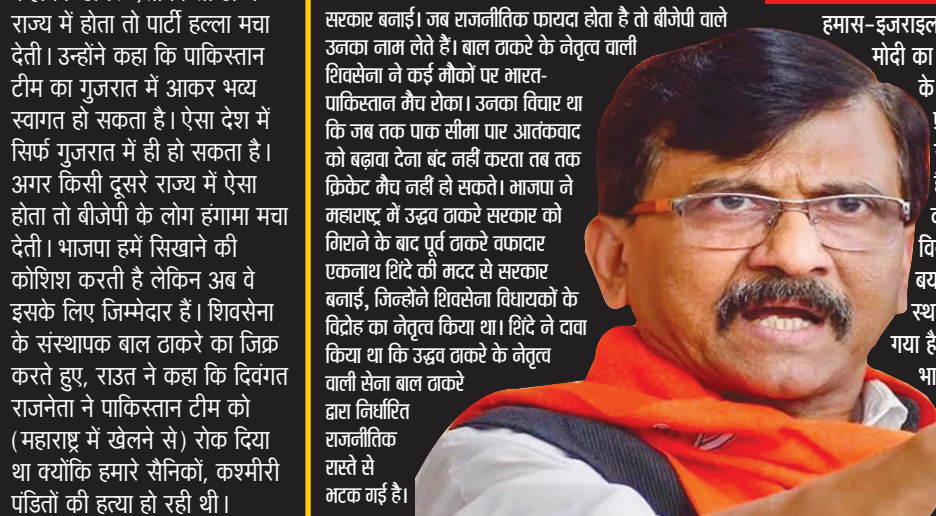 राज्य में होता तो पार्टी हल्ला मचा
देती। उन्होंने कहा कि पाकिस्तान
टीम का गुजरात में आकर भव्य
स्वागत हो सकता है। ऐसा देश में
सिर्फ गुजरात में ही हो सकता है।
अगर किसी दूसरे राज्य में ऐसा
होता तो बीजेपी के लोग हंगामा मचा
देती। भाजपा हमें सिखाने की
कोशिश करती है लेकिन अब वे
इसके लिए जिम्मेदार हैं। शिवसेना
के संस्थापक बाल ठाकरे का जिक्र
करते हुए, राउत ने कहा कि दिवंगत
राजनेता ने पाकिस्तान टीम को
(महाराष्ट्र में खेलने से) रोक दिया
था क्योंकि हमारे सैनिकों, कश्मीरी
पंडितों की हत्या हो रही थी।
सरकार बनाई। जब राजनीतिक फायदा होता है तो बीजेपी वाले
उनका नाम लेते हैं। बाल ठाकरे के नेतृत्व वाली
शिवसेना ने कई मौकों पर भारत-
पाकिस्तान मैच रोका। उनका विचार था
कि जब तक पाक सीमा पार आतंकवाद
को बढ़ावा देना बंद नहीं करता तब तक
क्रिकेट मैच नहीं हो सकते। भाजपा ने
महाराष्ट्र में उद्धव ठाकरे सरकार को
गिराने के बाद पूर्व ठाकरे वफादार
एकनाथ शिंदे की मदद से सरकार
बनाई, जिन्होंने शिवसेना विधायकों के
विद्रोह का नेतृत्व किया था। शिंदे ने दावा
किया था कि उद्धव ठाकरे के नेतृत्व
वाली सेना बाल ठाकरे
द्वारा निर्धारित
राजनीतिक
रास्ते से
भटक गई है।
हमास-इजराइल
मोदी का
के
गया है